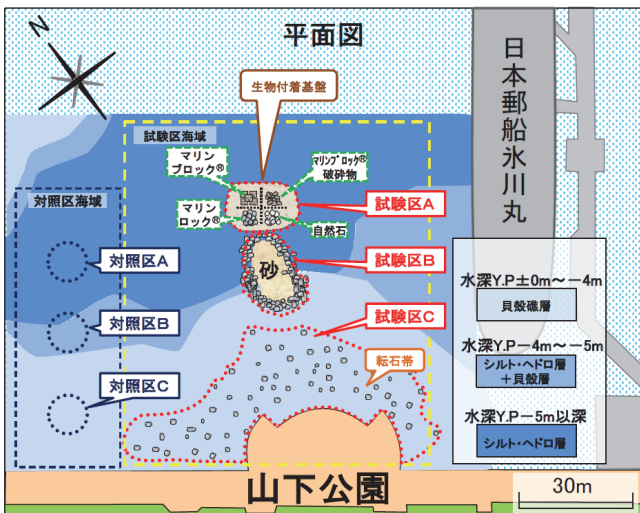 平面図
N
生物付着基盤
日本郵船氷川丸
試験区海域
マリン
ブロック®
マリンブロック®
破砕物
マリン
ロック®
自然石
試験区A
対照区海域
対照区A
砂
試験区B
対照区B
試験区C
対照区C
転石帯
水深Y.P±0m~-4m
貝殻礁層
水深Y.P-4m~-5m
シルト・ヘドロ層
+貝殻層
水深Y.P-5m以深
シルト・ヘドロ層
山下公園
30m